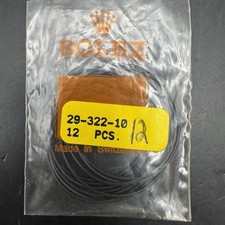 ROLEX
29-322-10
12 PCS. 12
Made in Switzerland